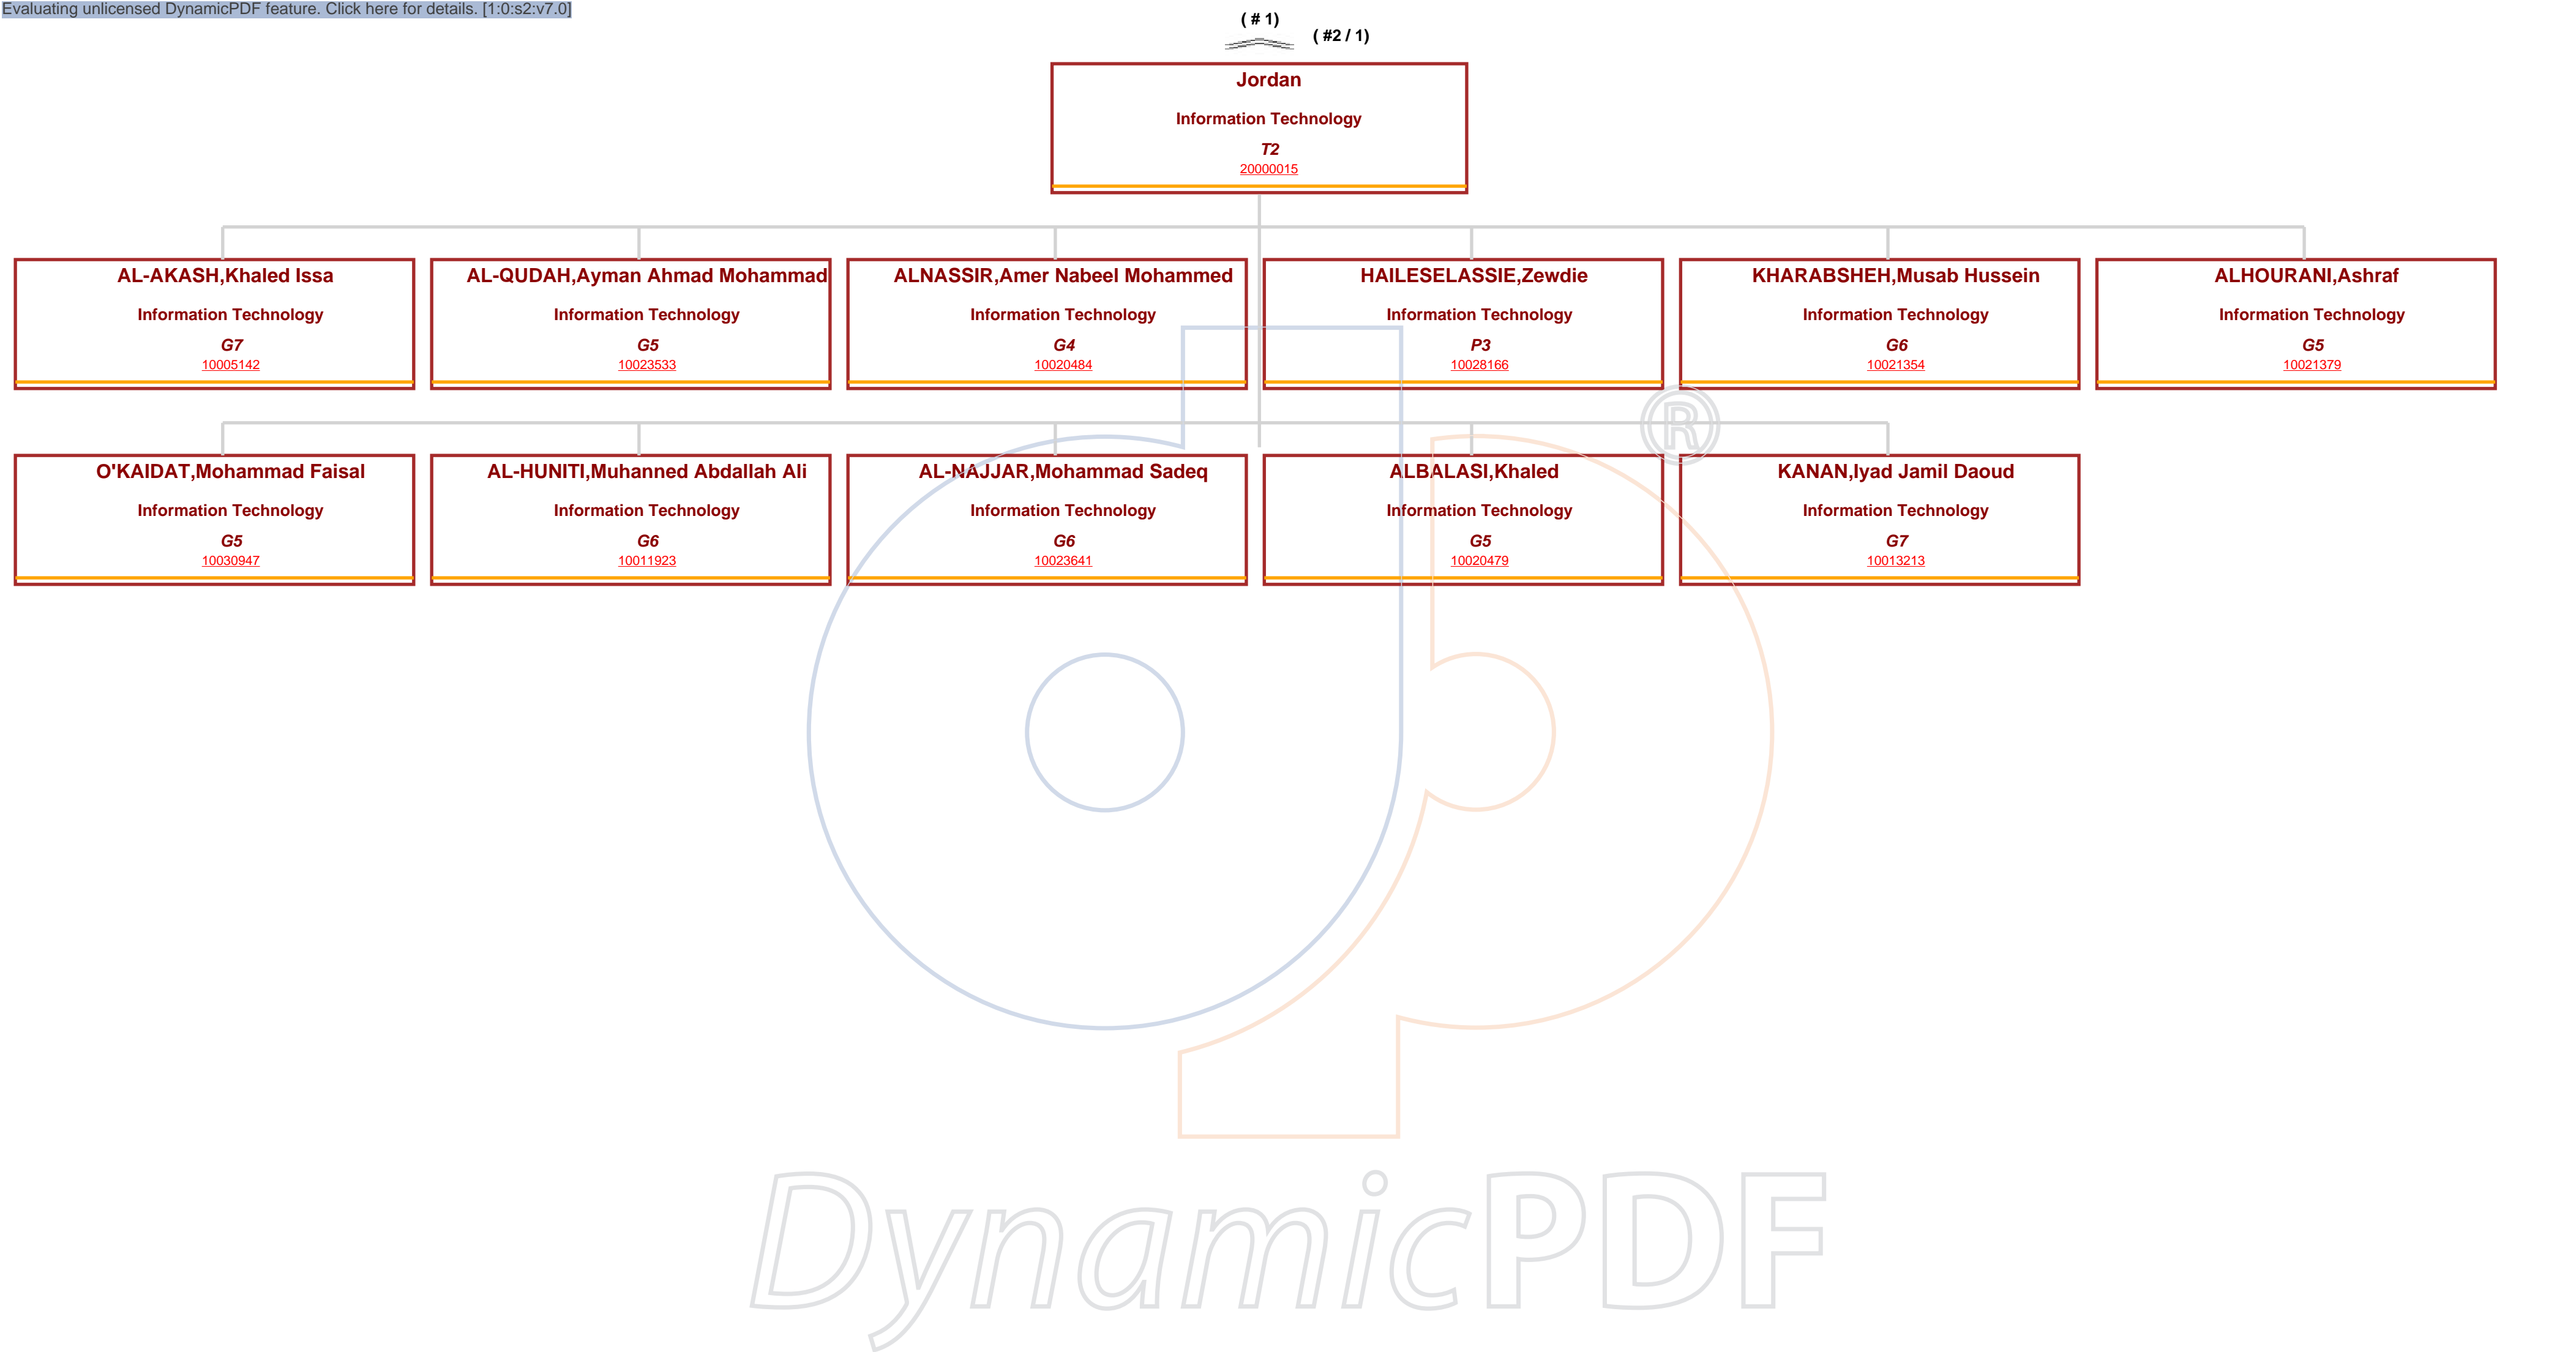 Evaluating unlicensed DynamicPDF feature. Click here for details. [1:0:s2:v7.0]
( # 1)
( #2 / 1)
Jordan
Information Technology
T2
20000015
AL-AKASH,Khaled Issa
Information Technology
G7
10005142
AL-QUDAH,Ayman Ahmad Mohammad
Information Technology
G5
10023533
ALNASSIR,Amer Nabeel Mohammed
Information Technology
G4
10020484
HAILESELASSIE,Zewdie
Information Technology
P3
10028166
KHARABSHEH,Musab Hussein
Information Technology
G6
10021354
ALHOURANI,Ashraf
Information Technology
G5
10021379
O'KAIDAT,Mohammad Faisal
Information Technology
G5
10030947
AL-HUNITI,Muhanned Abdallah Ali
Information Technology
G6
10011923
AL-NAJJAR,Mohammad Sadeq
Information Technology
G6
10023641
ALBALASI,Khaled
Information Technology
G5
10020479
KANAN,Iyad Jamil Daoud
Information Technology
G7
10013213
®
DynamicPDF